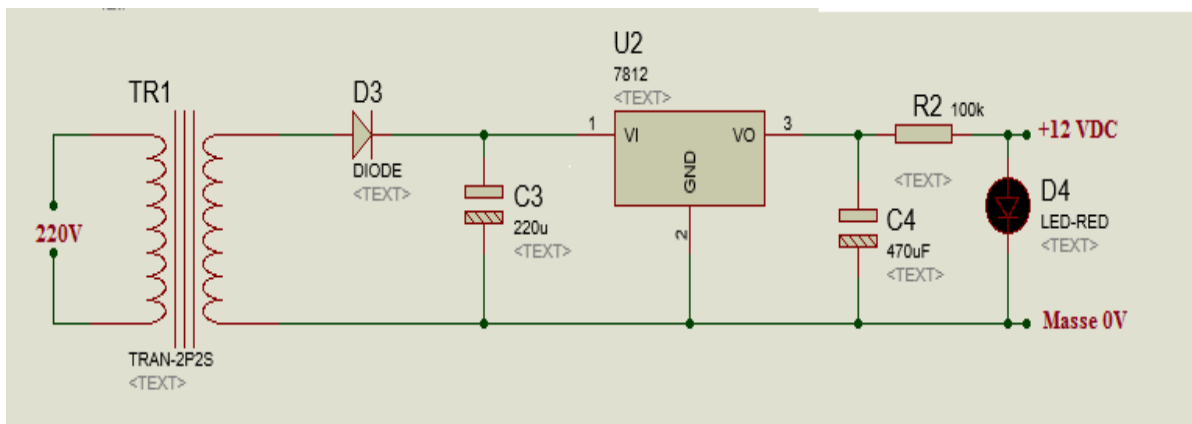 U2
7812
<TEXT>
TR1
D3
R2 100k
+12 VDC
1
VI
VO
3
DIODE
<TEXT>
GND
<TEXT>
C3
220u
<TEXT>
2
C4
470uF
<TEXT>
D4
LED-RED
<TEXT>
220V
Masse 0V
TRAN-2P2S
<TEXT>